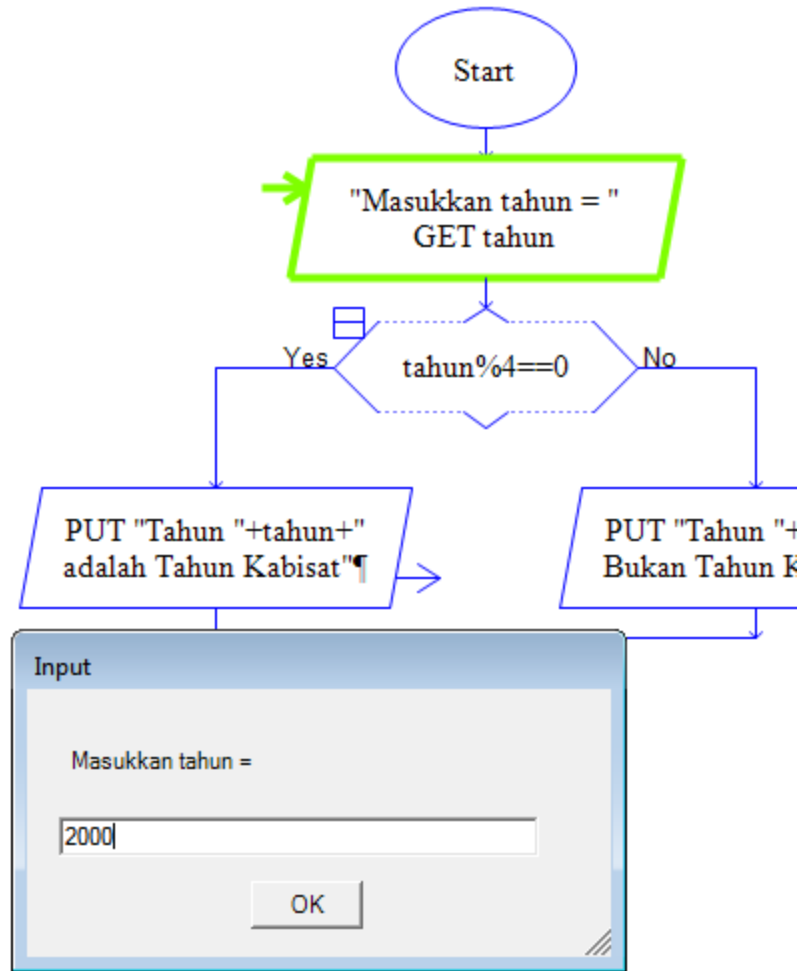 Start
"Masukkan tahun = "
GET tahun
Yes
tahun%4==0
No
PUT "Tahun "+tahun+"
adalah Tahun Kabisat"¶
PUT "Tahun "+
Bukan Tahun
Input
Masukkan tahun =
2000
OK